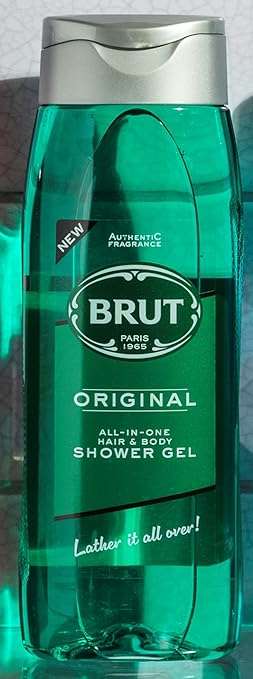 NEW
AUTHENTIC
FRAGRANCE
BRUT
PARIS
1965
ORIGINAL
ALL-IN-ONE
HAIR & BODY
SHOWER GEL
Lather it all over!